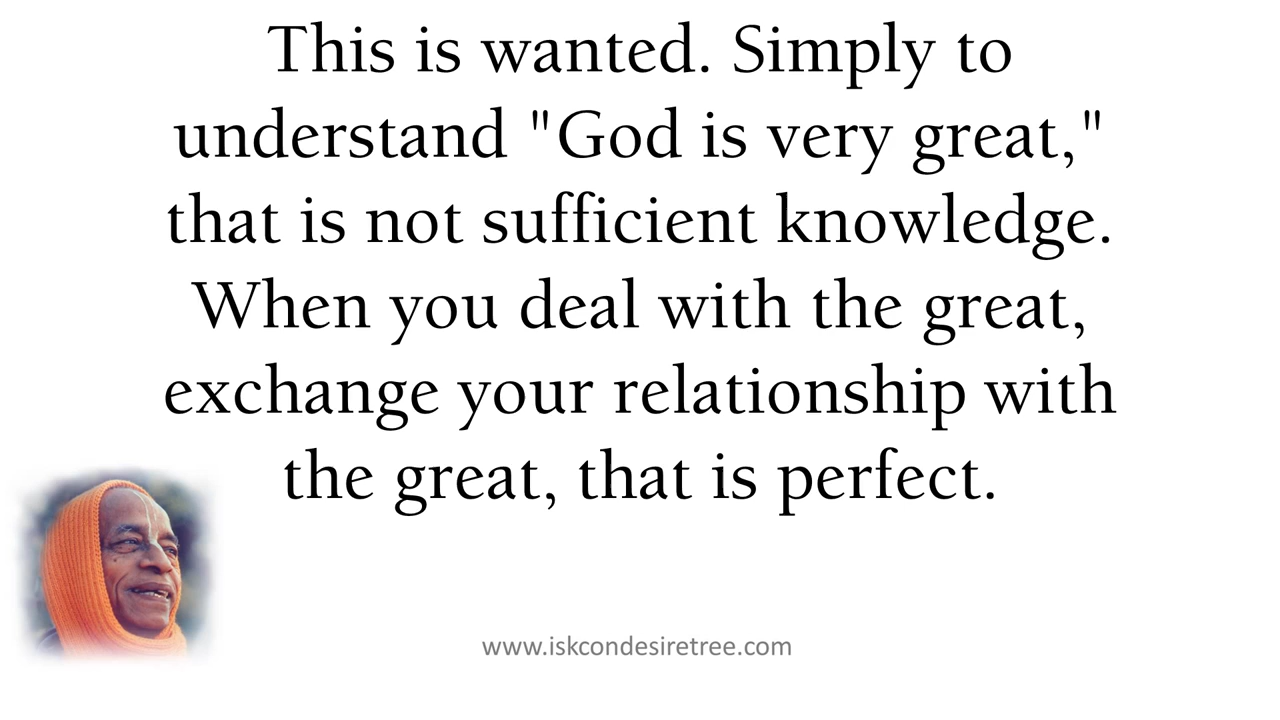 This is wanted. Simply to
understand "God is very great,"
that is not sufficient knowledge.
When you deal with the great,
exchange your relationship with
the great, that is perfect.
www.iskcondesiretree.com